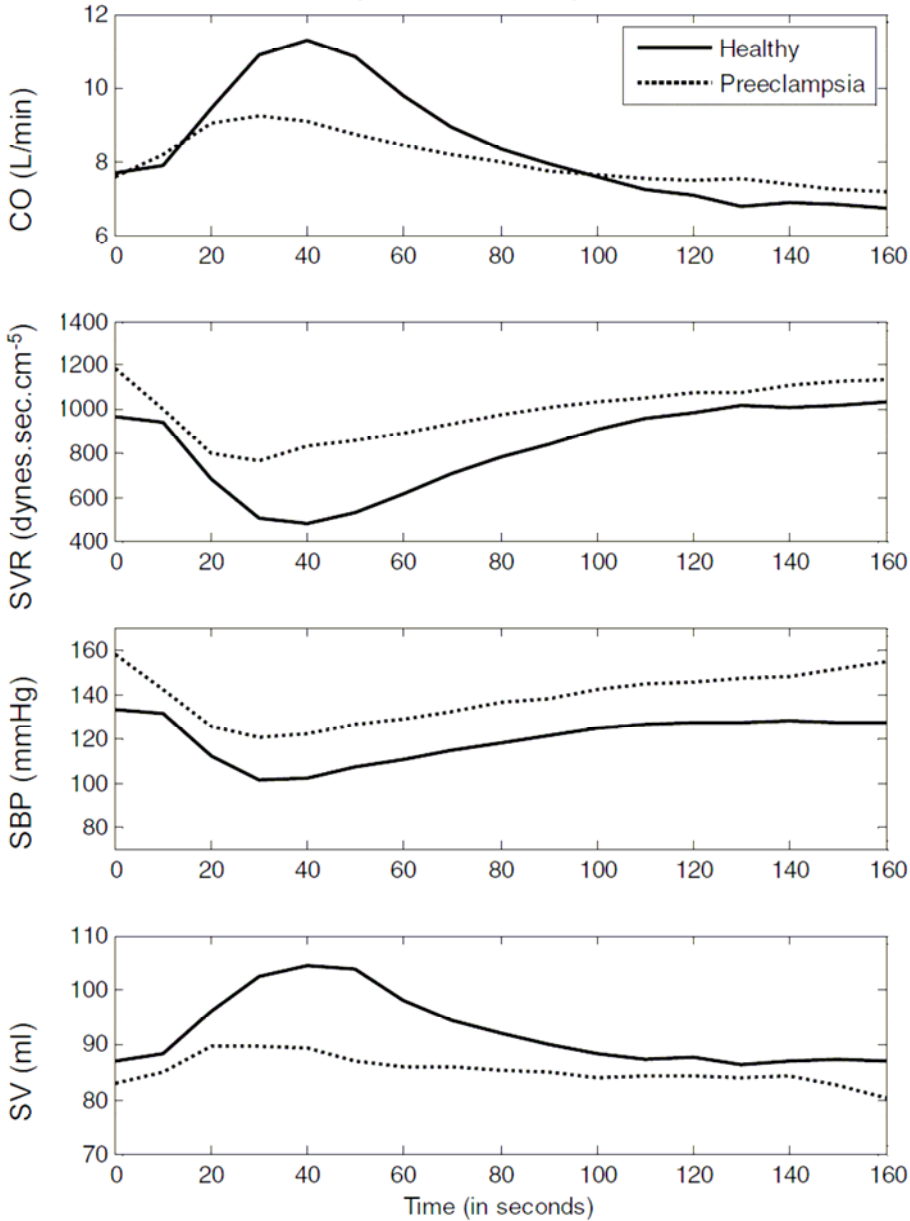 12
10
8
6
CO (L/min)
Healthy
Preeclampsia
0 20 40 60 80 100 120 140 160
1400
1200
1000
800
600
400
SVR (dynes.sec.cm⁻⁵)
0 20 40 60 80 100 120 140 160
160
140
120
100
80
SBP (mmHg)
0 20 40 60 80 100 120 140 160
110
100
90
80
70
SV (ml)
0 20 40 60 80 100 120 140 160
Time (in seconds)